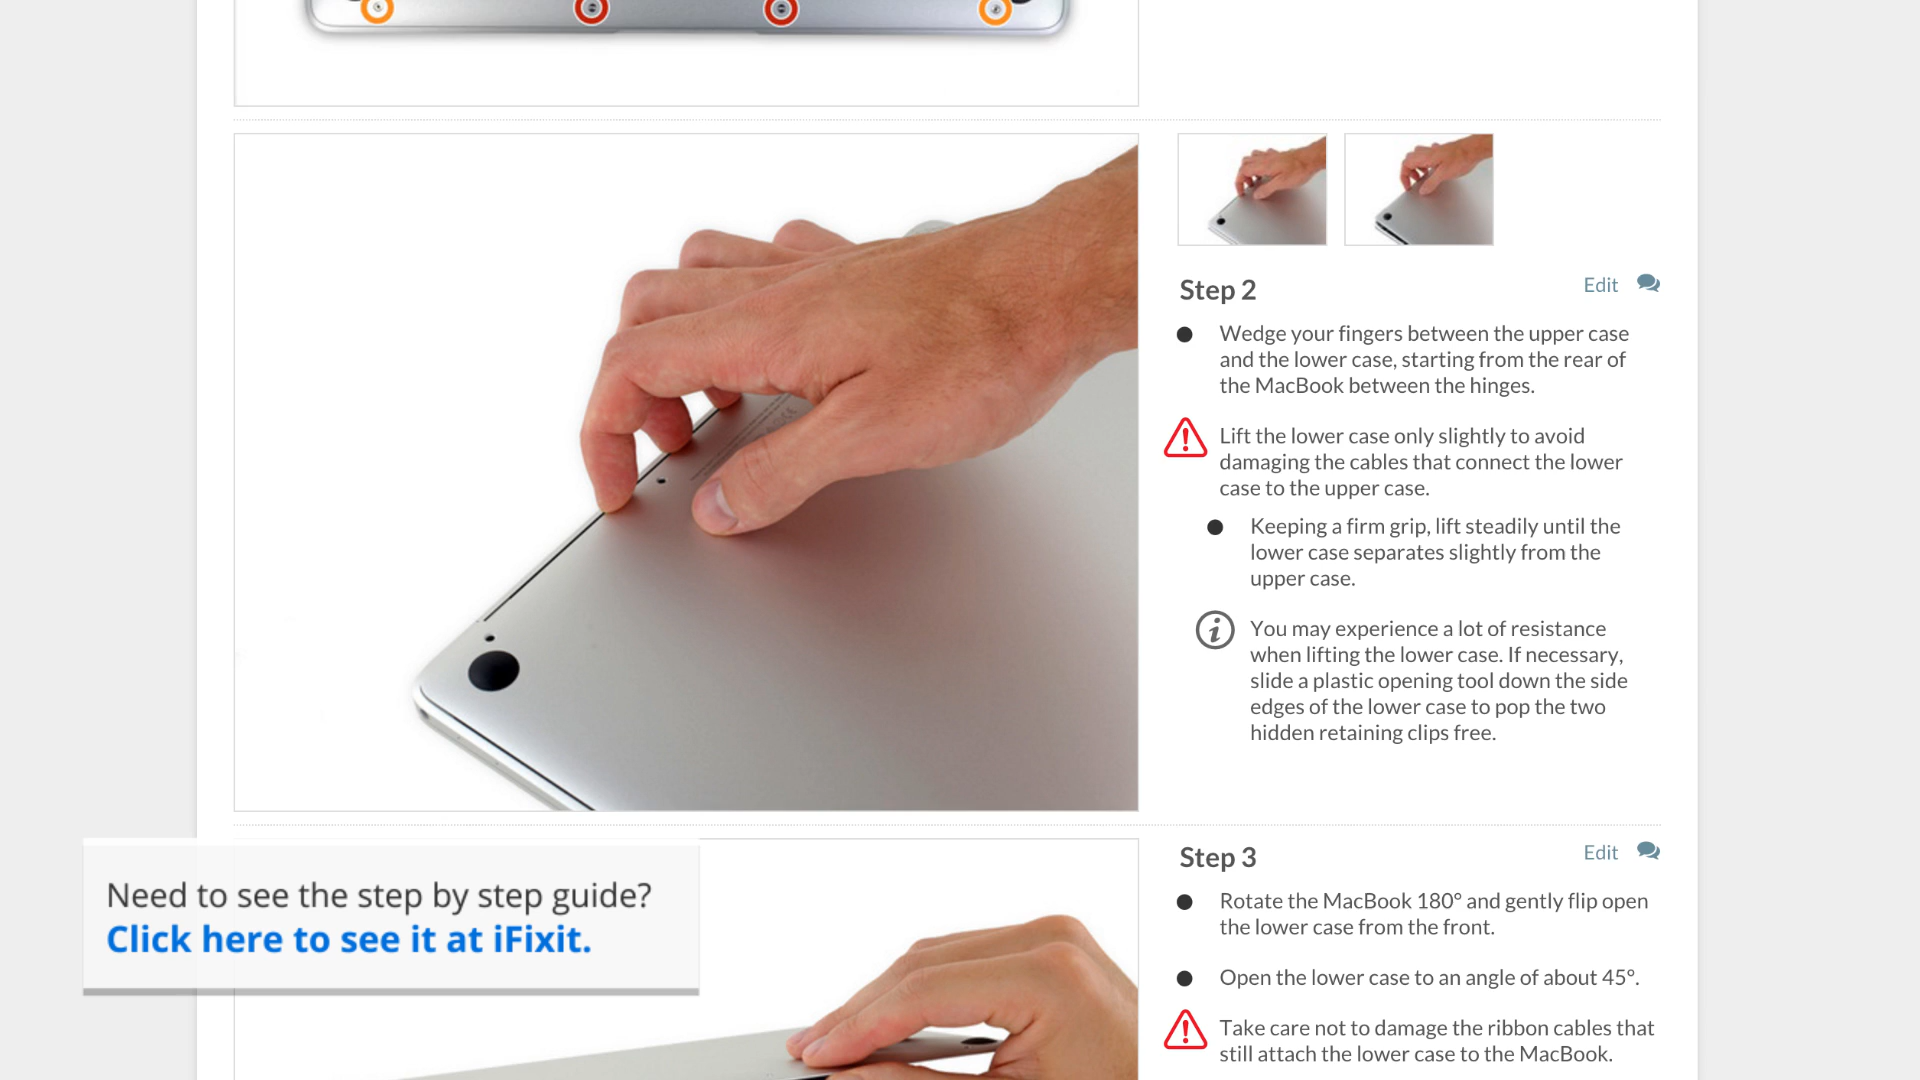 Step 2
Edit
Wedge your fingers between the upper case
and the lower case, starting from the rear of
the MacBook between the hinges.
Lift the lower case only slightly to avoid
damaging the cables that connect the lower
case to the upper case.
Keeping a firm grip, lift steadily until the
lower case separates slightly from the
upper case.
You may experience a lot of resistance
when lifting the lower case. If necessary,
slide a plastic opening tool down the side
edges of the lower case to pop the two
hidden retaining clips free.
Need to see the step by step guide?
Click here to see it at iFixit.
Step 3
Edit
Rotate the MacBook 180° and gently flip open
the lower case from the front.
Open the lower case to an angle of about 45º.
Take care not to damage the ribbon cables that
still attach the lower case to the MacBook.